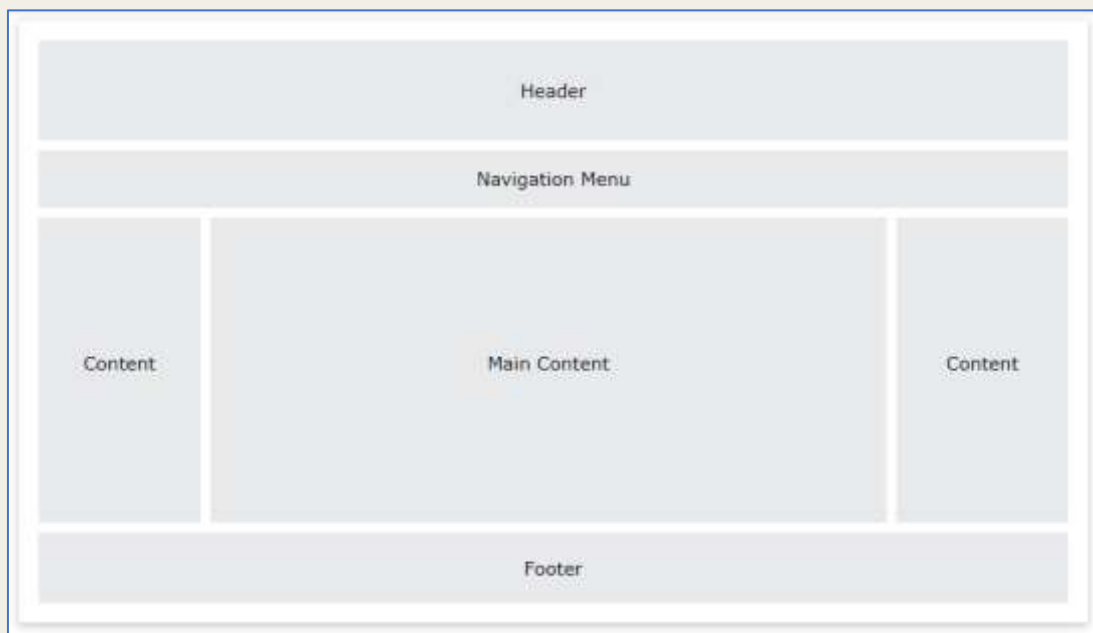 Header
Navigation Menu
Content
Main Content
Content
Footer